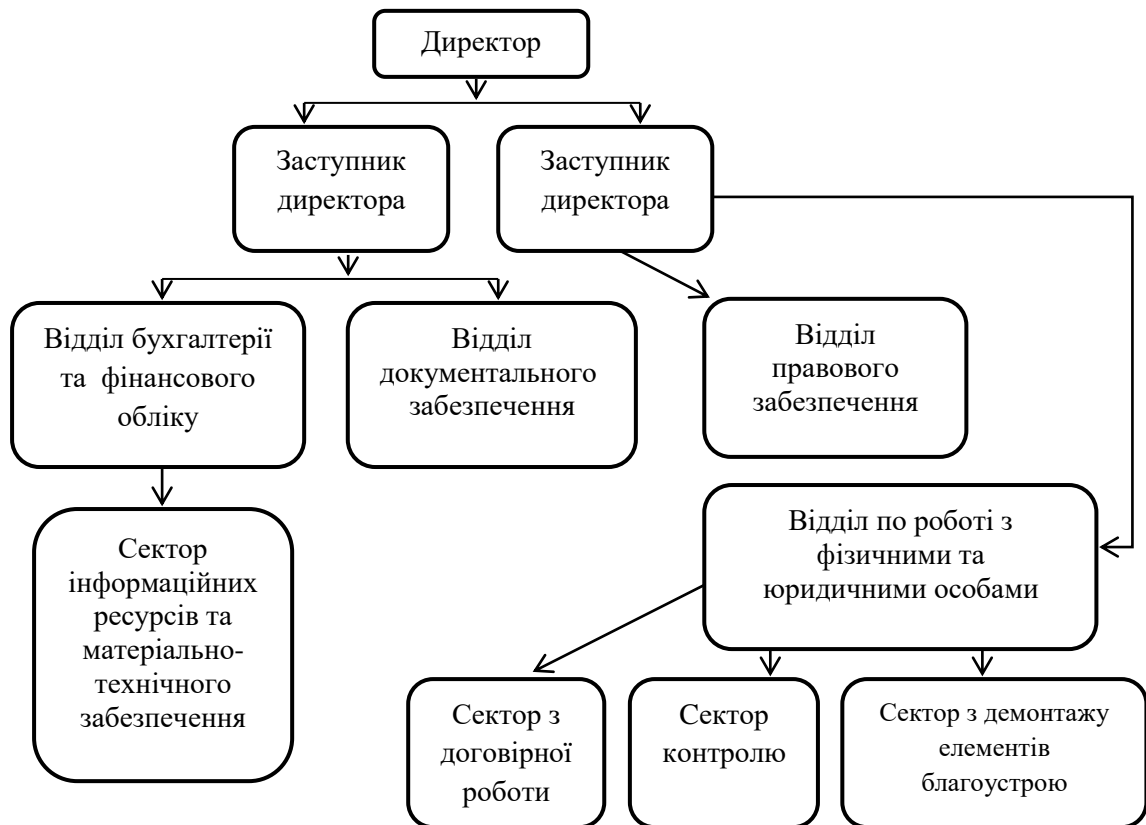 Директор
Заступник
директора
Заступник
директора
Відділ бухгалтерії
та фінансового
обліку
Відділ
документального
забезпечення
Відділ
правового
забезпечення
Відділ по роботі з
фізичними та
юридичними особами
Сектор
інформаційних
ресурсів та
матеріально-
технічного
забезпечення
Сектор з
договірної
роботи
Сектор
контролю
Сектор з демонтажу
елементів
благоустрою